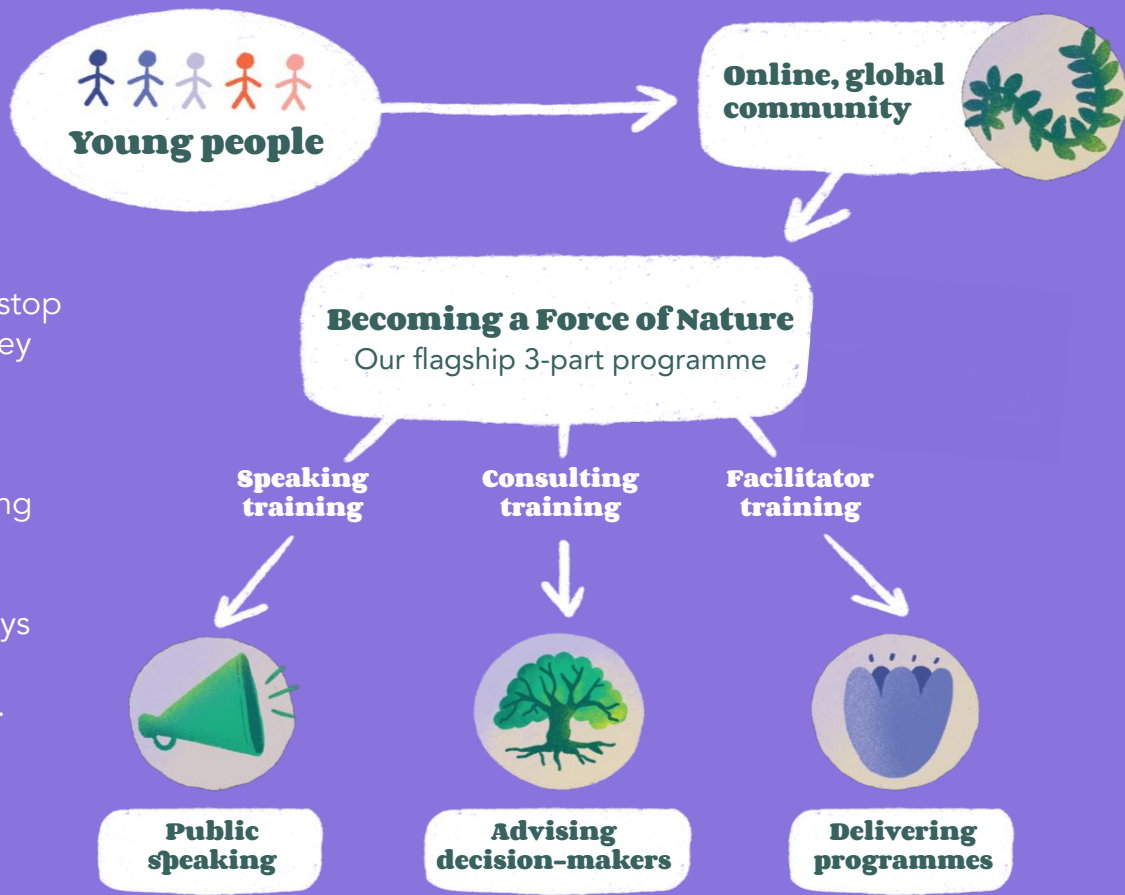 Young people
Online, global
community
stop
ey
Becoming a Force of Nature
Our flagship 3-part programme
ng
ys
.
Speaking
training
Consulting
training
Facilitator
training
Public
speaking
Advising
decision-makers
Delivering
programmes